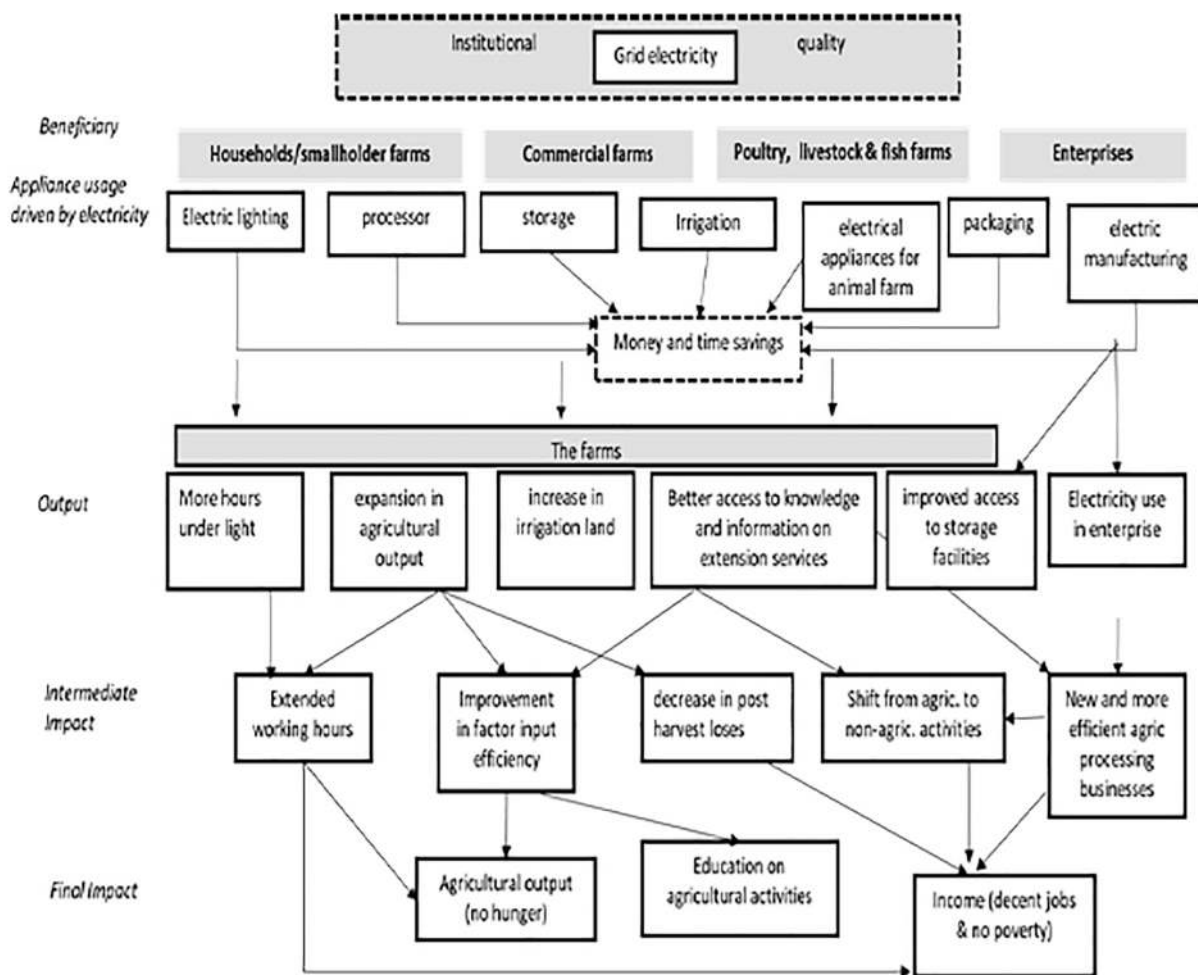 Institutional quality
Grid electricity
Beneficiary
Households/smallholder farms
Commercial farms
Poultry, livestock & fish farms
Enterprises
Appliance usage
driven by electricity
Electric lighting
processor
storage
Irrigation
electrical
appliances for
animal farm
packaging
electric
manufacturing
Money and time savings
The farms
Output
More hours
under light
expansion in
agricultural
output
increase in
irrigation land
Better access to knowledge
and information on
extension services
improved access
to storage
facilities
Electricity use
in enterprise
Intermediate
Impact
Extended
working hours
Improvement
in factor input
efficiency
decrease in post
harvest loses
Shift from agric. to
non-agric. activities
New and more
efficient agric
processing
businesses
Final Impact
Agricultural output
(no hunger)
Education on
agricultural activities
Income (decent jobs
& no poverty)